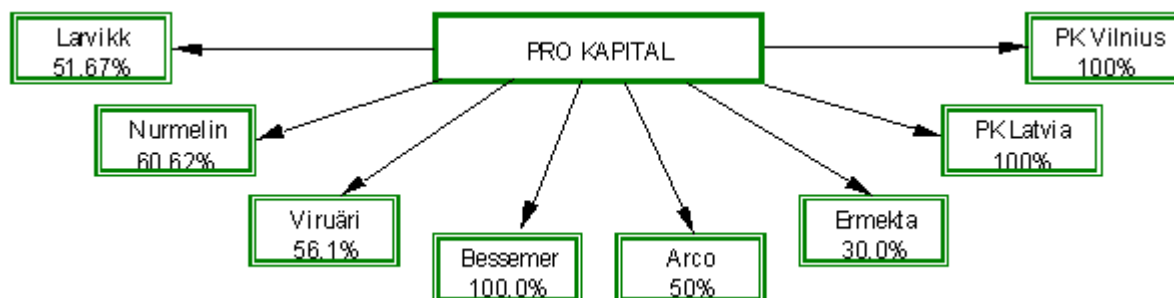 Larvikk
51.67%
PRO KAPITAL
PK Vilnius
100%
Nurmelin
60.62%
PK Latvia
100%
Viruäri
56.1%
Ermekta
30.0%
Bessemer
100.0%
Arco
50%